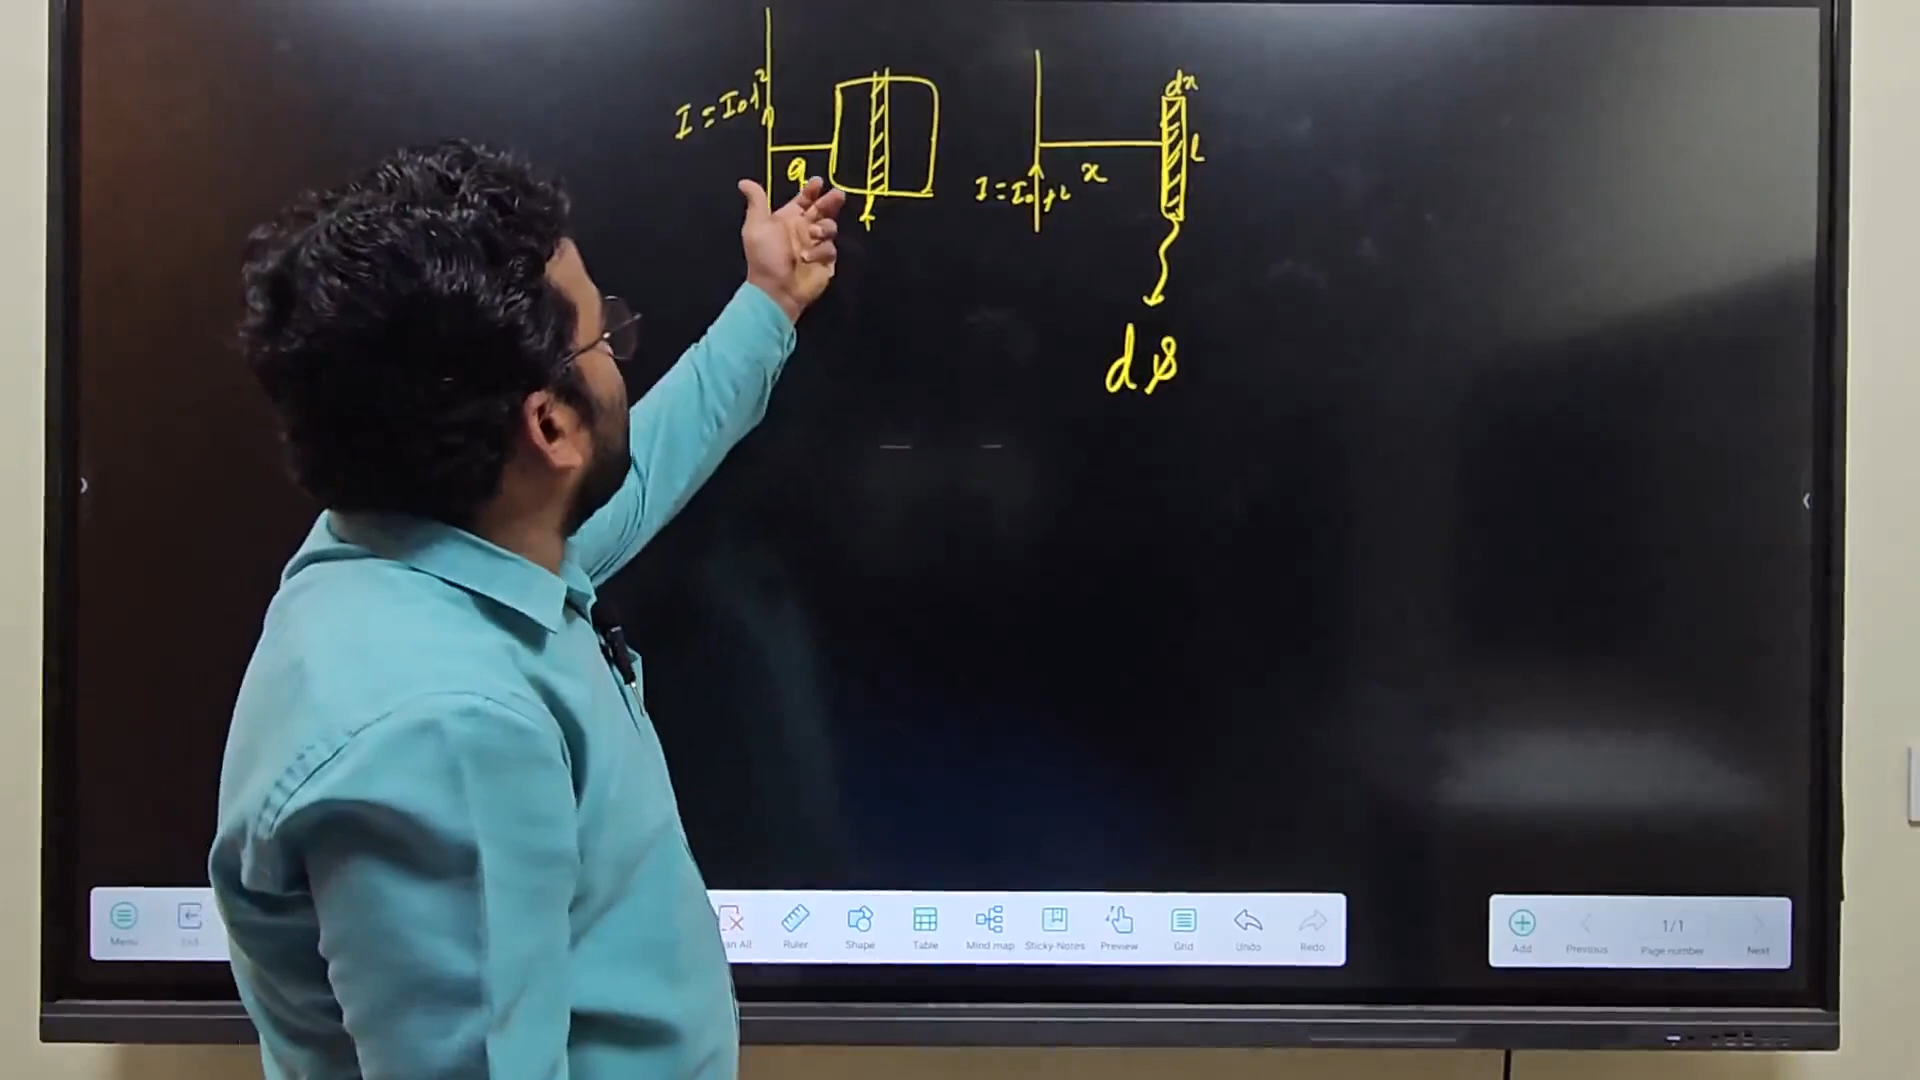 I = I₀t²
a
dx
l
x
I = I₀t²
dϕ
Menu
Ruler
Shape
Table
Mind map
Sticky-Notes
Preview
Grid
Undo
Redo
Add
Previous
1/1
Page number
Next